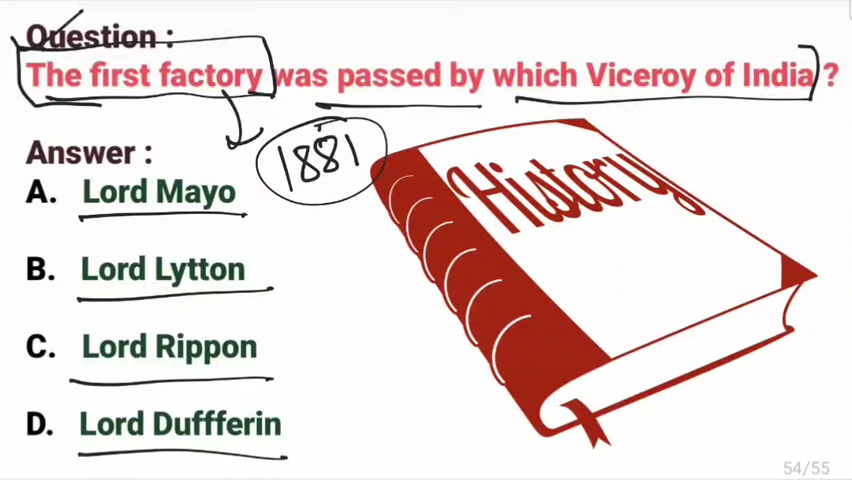 Question :
The first factory was passed by which Viceroy of India ?
1881
Answer :
A. Lord Mayo
B. Lord Lytton
C. Lord Rippon
D. Lord Duffferin
History
54/55